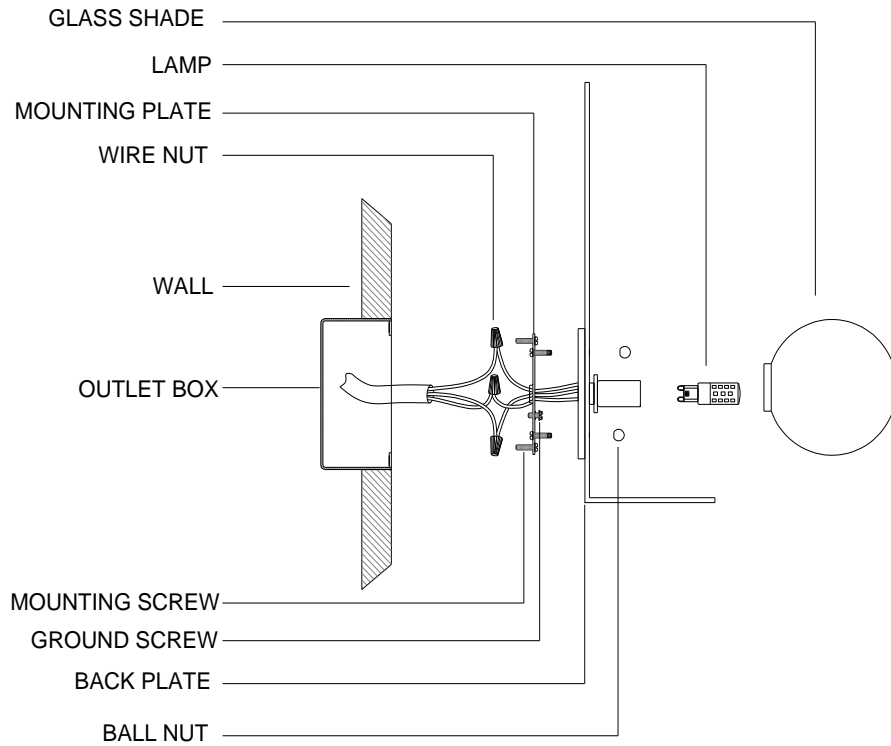 GLASS SHADE
LAMP
MOUNTING PLATE
WIRE NUT
WALL
OUTLET BOX
MOUNTING SCREW
GROUND SCREW
BACK PLATE
BALL NUT